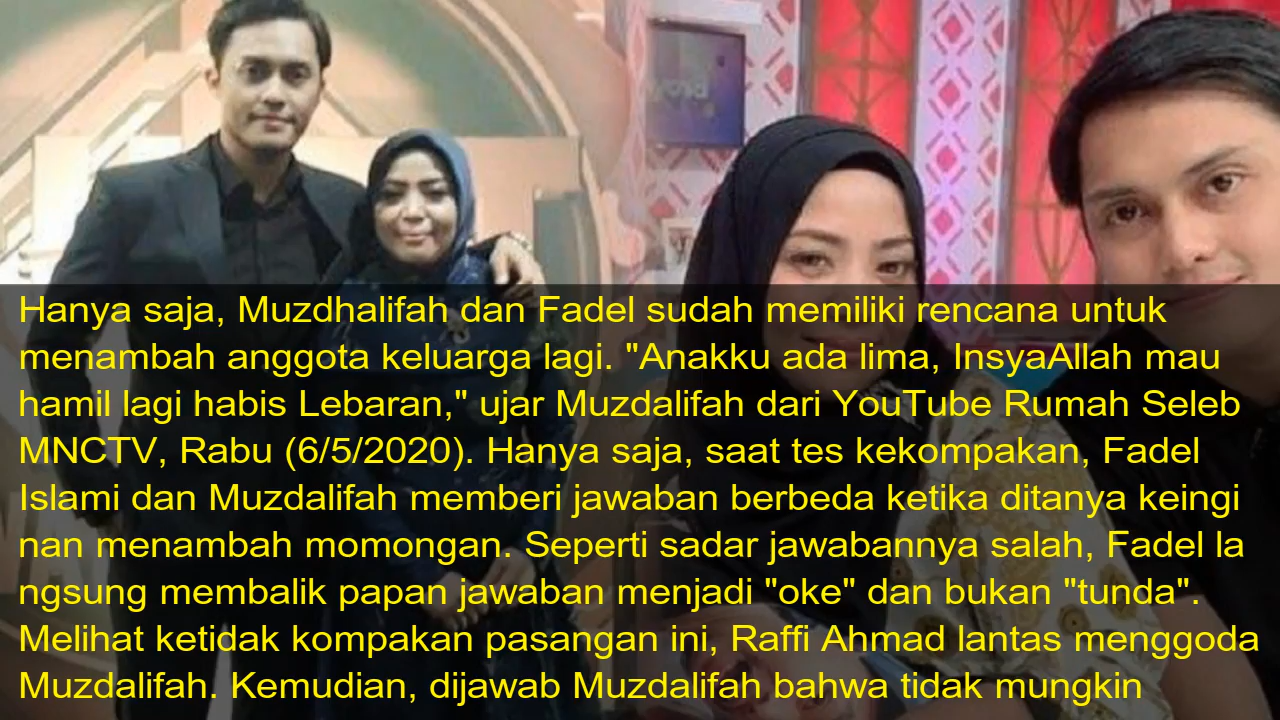 Hanya saja, Muzdhalifah dan Fadel sudah memiliki rencana untuk
menambah anggota keluarga lagi. "Anakku ada lima, InsyaAllah mau
hamil lagi habis Lebaran," ujar Muzdalifah dari YouTube Rumah Seleb
MNCTV, Rabu (6/5/2020). Hanya saja, saat tes kekompakan, Fadel
Islami dan Muzdalifah memberi jawaban berbeda ketika ditanya keingi
nan menambah momongan. Seperti sadar jawabannya salah, Fadel la
ngsung membalik papan jawaban menjadi "oke" dan bukan "tunda".
Melihat ketidak kompakan pasangan ini, Raffi Ahmad lantas menggoda
Muzdalifah. Kemudian, dijawab Muzdalifah bahwa tidak mungkin